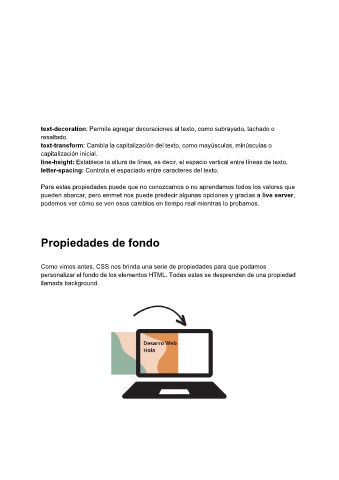 text-decoration: Permite agregar decoraciones al texto, como subrayado, tachado o
resaltado.
text-transform: Cambia la capitalización del texto, como mayúsculas, minúsculas o
capitalización inicial.
line-height: Establece la altura de línea, es decir, el espacio vertical entre líneas de texto.
letter-spacing: Controla el espaciado entre caracteres del texto.
Para estas propiedades puede que no conozcamos o no aprendamos todos los valores que
pueden abarcar, pero emmet nos puede predecir algunas opciones y gracias a live server,
podemos ver cómo se ven esos cambios en tiempo real mientras lo probamos.
Propiedades de fondo
Como vimos antes, CSS nos brinda una serie de propiedades para que podamos
personalizar el fondo de los elementos HTML. Todas estas se desprenden de una propiedad
llamada background.
Desarro Web
Hola